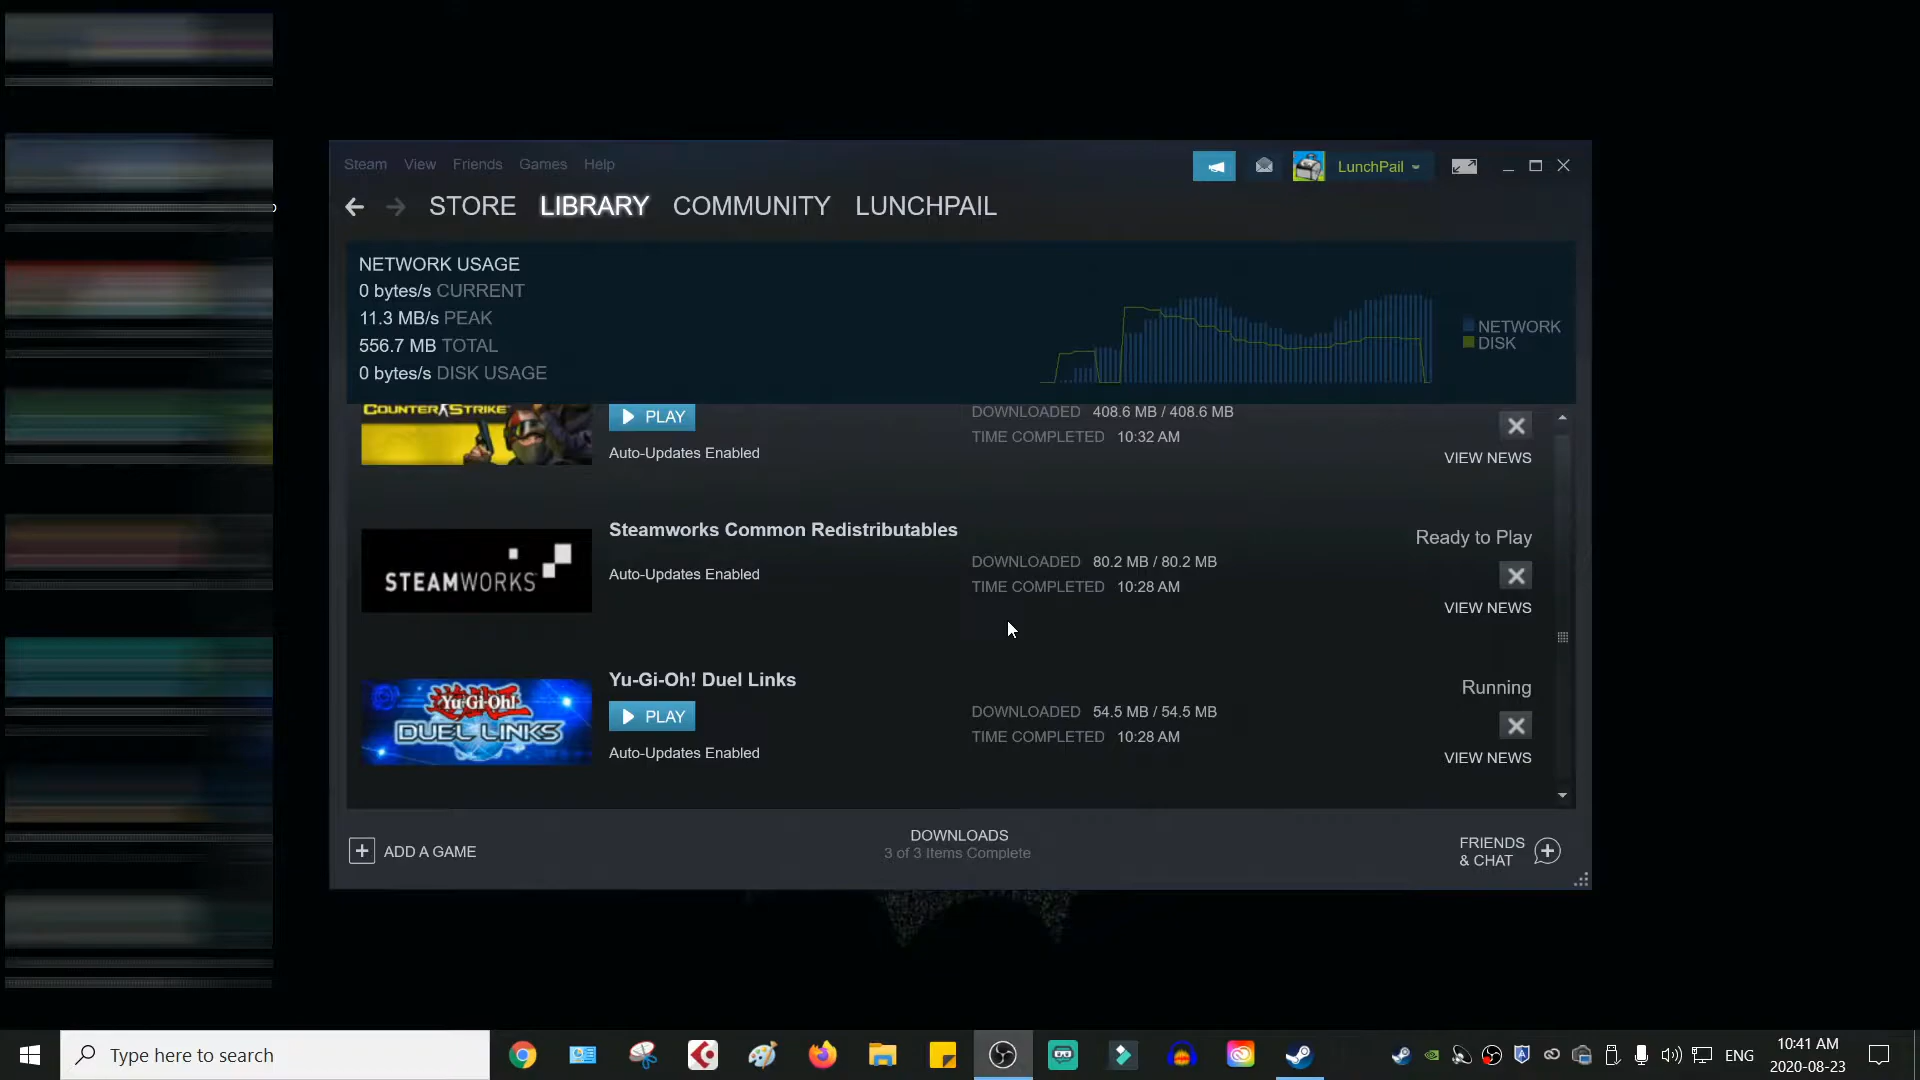 Steam View Friends Games Help
LunchPail
STORE LIBRARY COMMUNITY LUNCHPAIL
NETWORK USAGE
0 bytes/s CURRENT
11.3 MB/s PEAK
556.7 MB TOTAL
0 bytes/s DISK USAGE
NETWORK
DISK
COUNTER STRIKE
PLAY
Auto-Updates Enabled
DOWNLOADED 408.6 MB / 408.6 MB
TIME COMPLETED 10:32 AM
VIEW NEWS
STEAMWORKS
Steamworks Common Redistributables
Auto-Updates Enabled
DOWNLOADED 80.2 MB / 80.2 MB
TIME COMPLETED 10:28 AM
Ready to Play
VIEW NEWS
Yu-Gi-Oh!
DUEL LINKS
Yu-Gi-Oh! Duel Links
PLAY
Auto-Updates Enabled
DOWNLOADED 54.5 MB / 54.5 MB
TIME COMPLETED 10:28 AM
Running
VIEW NEWS
ADD A GAME
DOWNLOADS
3 of 3 Items Complete
FRIENDS
& CHAT
Type here to search
ENG
10:41 AM
2020-08-23